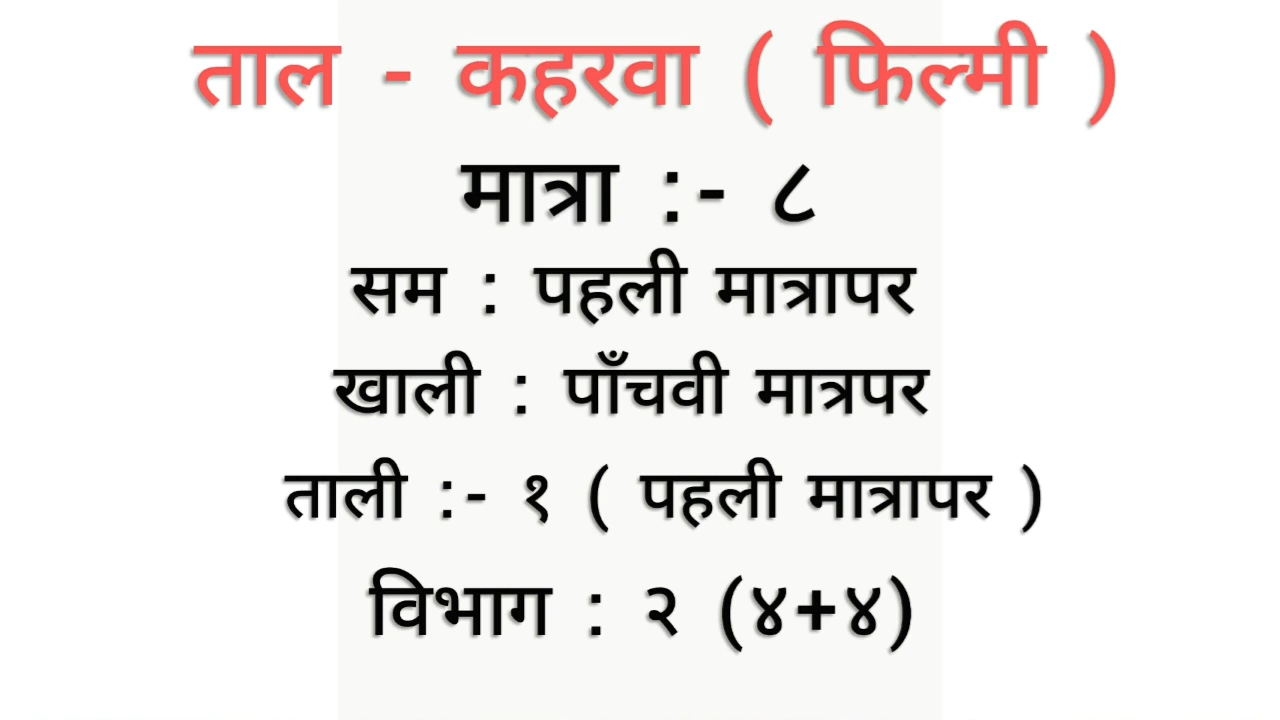 ताल - कहरवा ( फिल्मी )
मात्रा :- ८
सम : पहली मात्रापर
खाली : पाँचवी मात्रपर
ताली :- १ ( पहली मात्रापर )
विभाग : २ (४+४)